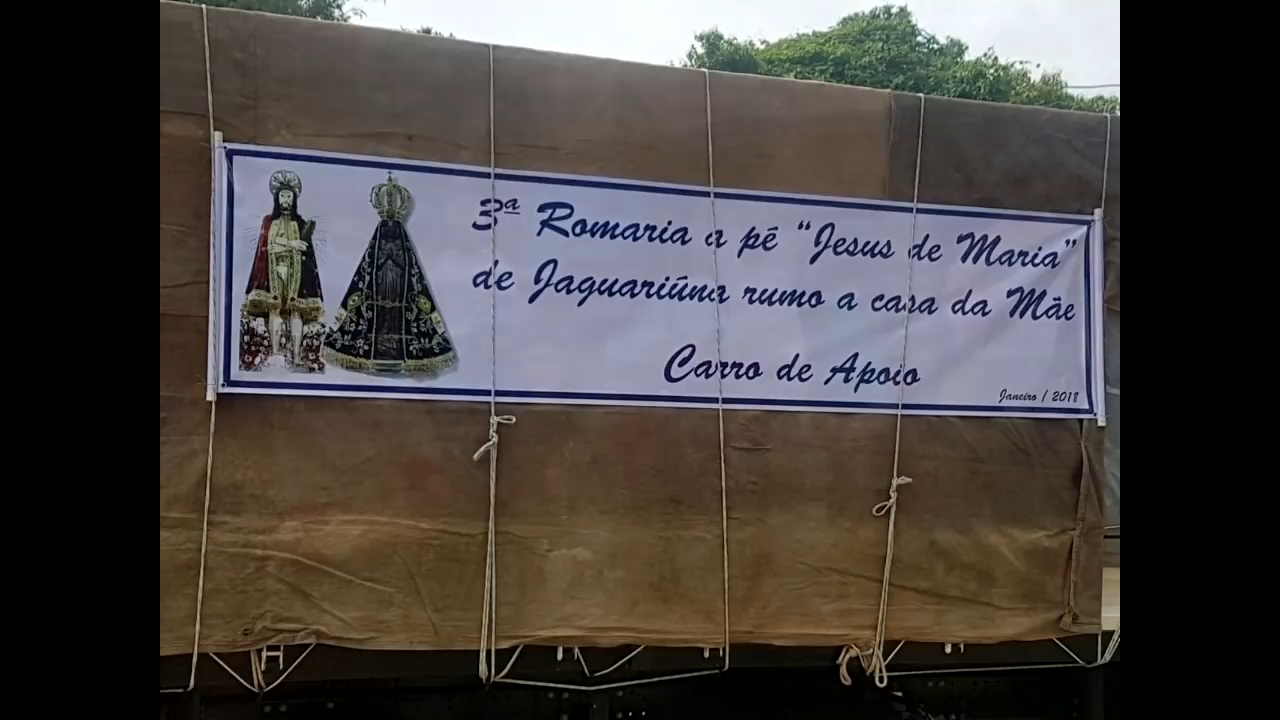 3ª Romaria a pé “Jesus de Maria”
de Jaguariúna rumo a casa da Mãe
Carro de Apoio
Janeiro / 2018